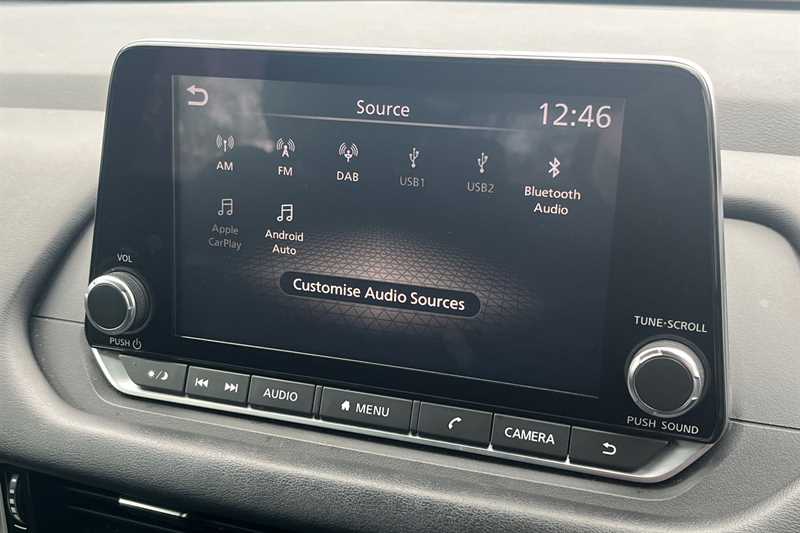 Source
12:46
AM
FM
DAB
USB1
USB2
Bluetooth
Audio
Apple
CarPlay
Android
Auto
Customise Audio Sources
VOL
PUSH
TUNE·SCROLL
PUSH SOUND
AUDIO
MENU
CAMERA